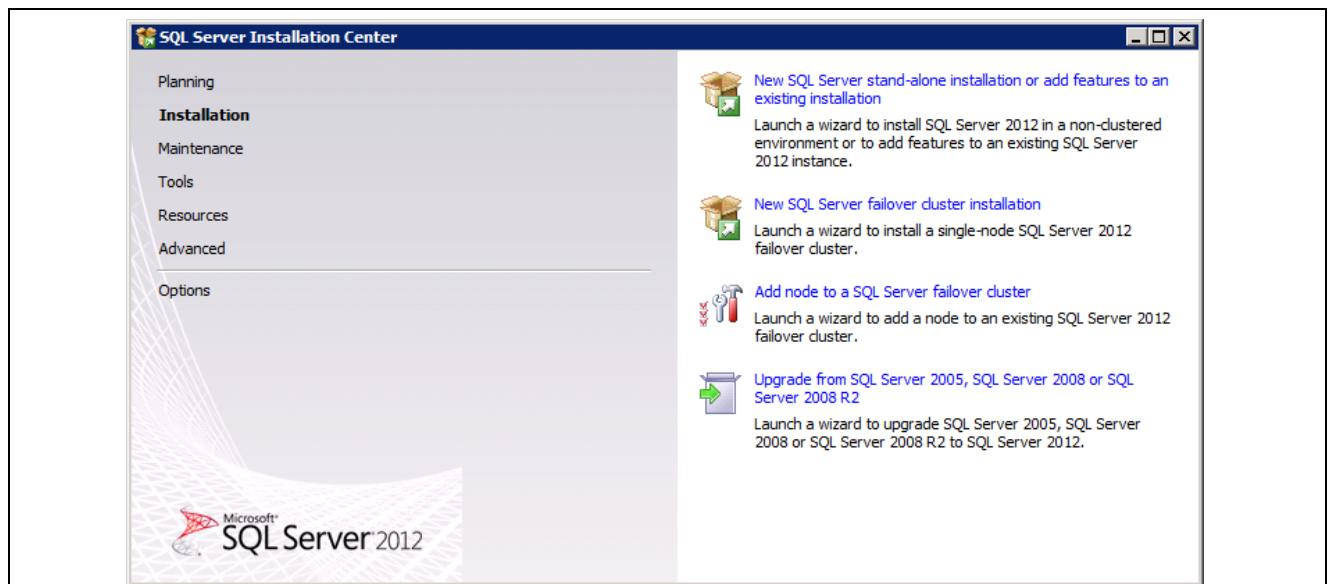 SQL Server Installation Center
Planning
Installation
Maintenance
Tools
Resources
Advanced
Options
New SQL Server stand-alone installation or add features to an
existing installation
Launch a wizard to install SQL Server 2012 in a non-clustered
environment or to add features to an existing SQL Server
2012 instance.
New SQL Server failover cluster installation
Launch a wizard to install a single-node SQL Server 2012
failover cluster.
Add node to a SQL Server failover cluster
Launch a wizard to add a node to an existing SQL Server 2012
failover cluster.
Upgrade from SQL Server 2005, SQL Server 2008 or SQL
Server 2008 R2
Launch a wizard to upgrade SQL Server 2005, SQL Server
2008 or SQL Server 2008 R2 to SQL Server 2012.
Microsoft®
SQL Server® 2012